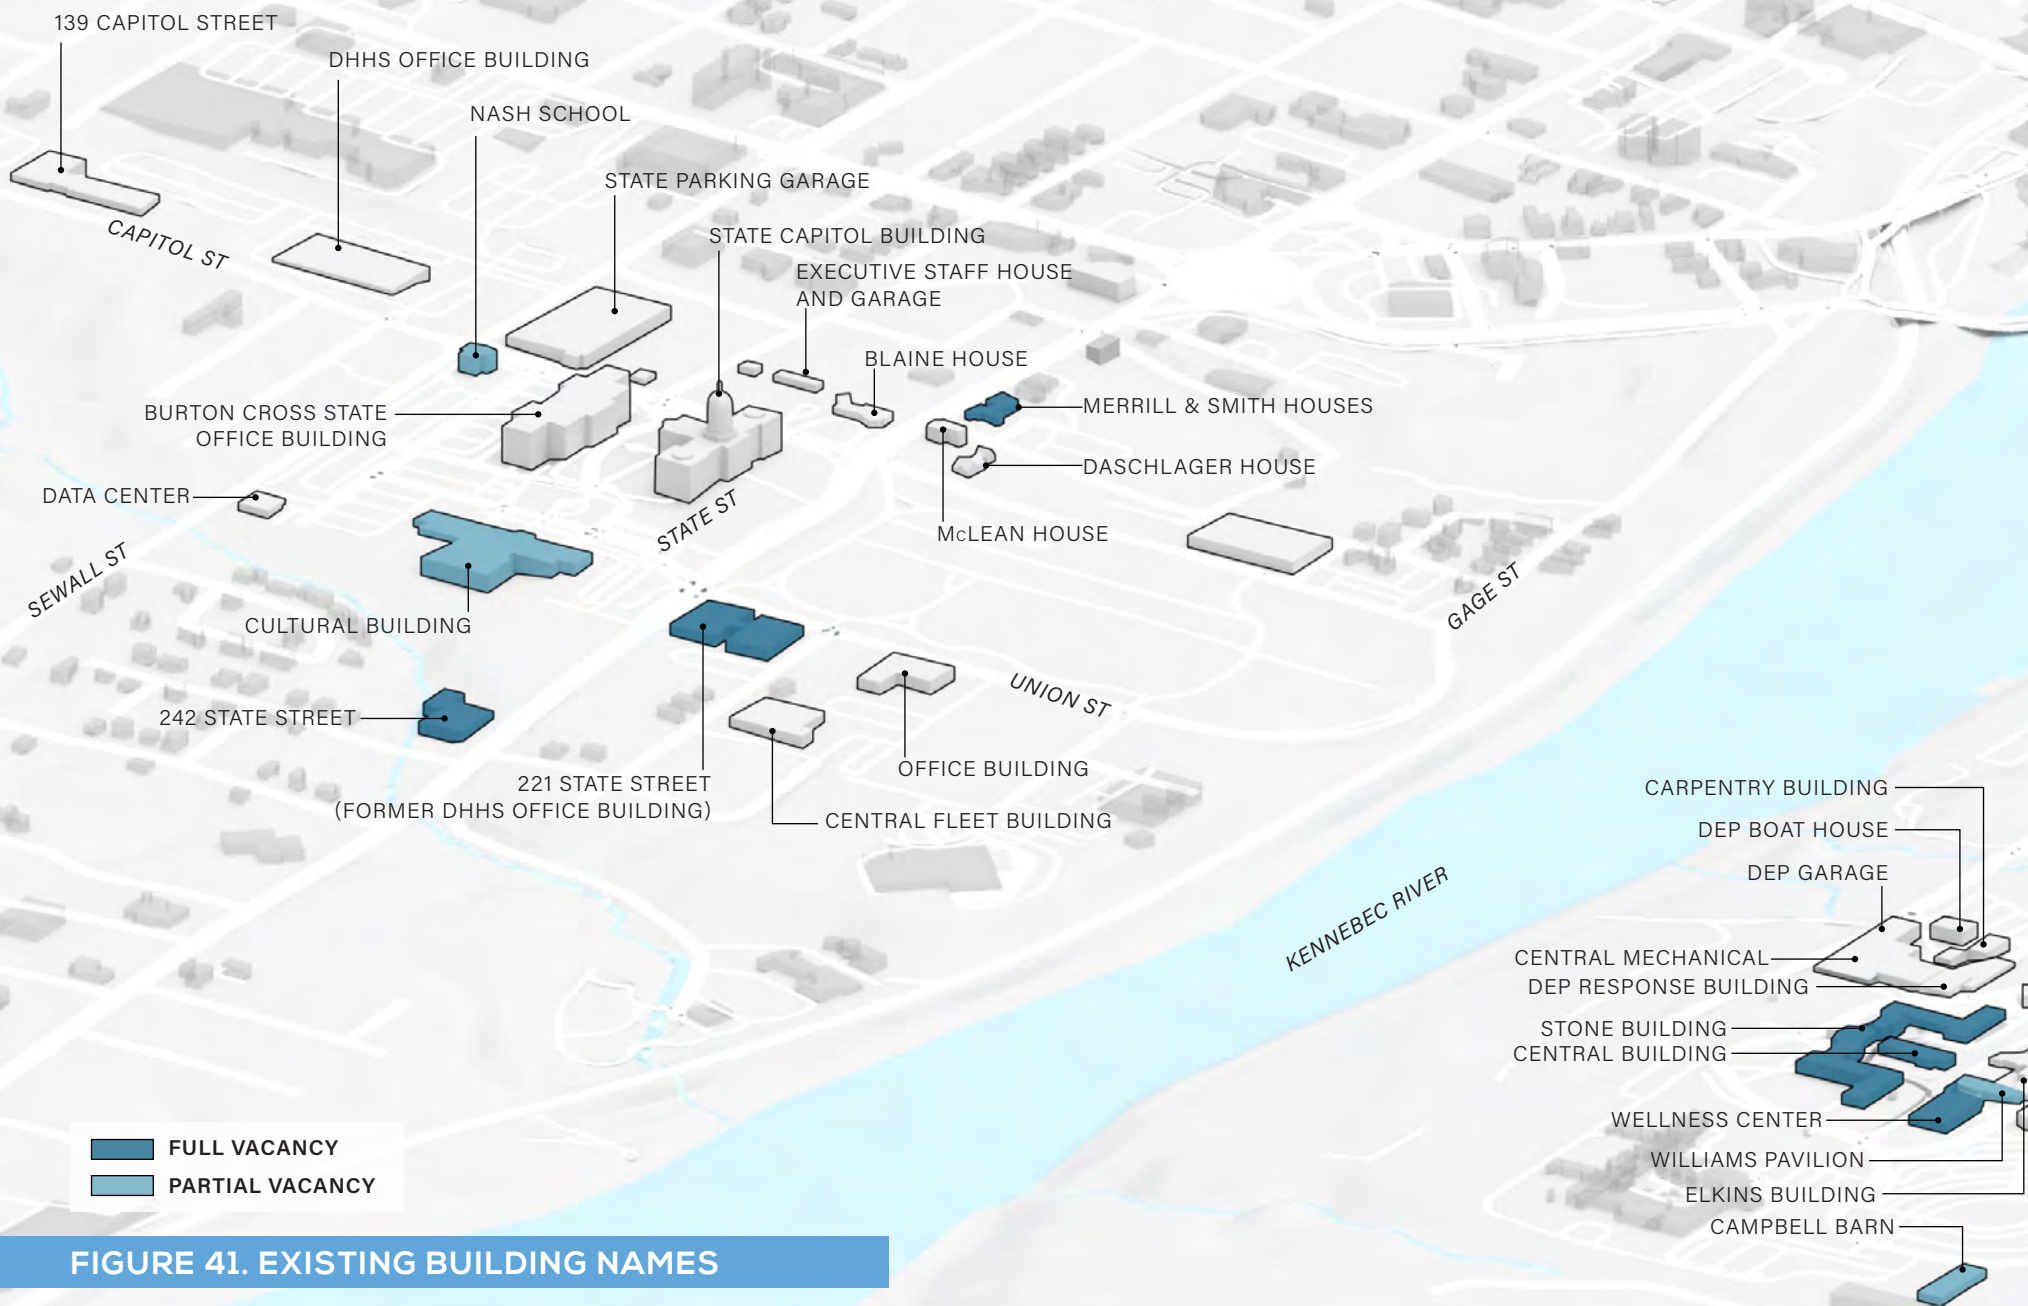 139 CAPITOL STREET
DHHS OFFICE BUILDING
NASH SCHOOL
STATE PARKING GARAGE
CAPITOL ST
STATE CAPITOL BUILDING
EXECUTIVE STAFF HOUSE
AND GARAGE
BLAINE HOUSE
BURTON CROSS STATE
OFFICE BUILDING
MERRILL & SMITH HOUSES
DASCHLAGER HOUSE
DATA CENTER
STATE ST
McLEAN HOUSE
SEWALL ST
GAGE ST
CULTURAL BUILDING
UNION ST
242 STATE STREET
OFFICE BUILDING
221 STATE STREET
(FORMER DHHS OFFICE BUILDING)
CENTRAL FLEET BUILDING
CARPENTRY BUILDING
DEP BOAT HOUSE
DEP GARAGE
KENNEBEC RIVER
CENTRAL MECHANICAL
DEP RESPONSE BUILDING
STONE BUILDING
CENTRAL BUILDING
WELLNESS CENTER
WILLIAMS PAVILION
ELKINS BUILDING
CAMPBELL BARN
FULL VACANCY
PARTIAL VACANCY
FIGURE 41. EXISTING BUILDING NAMES